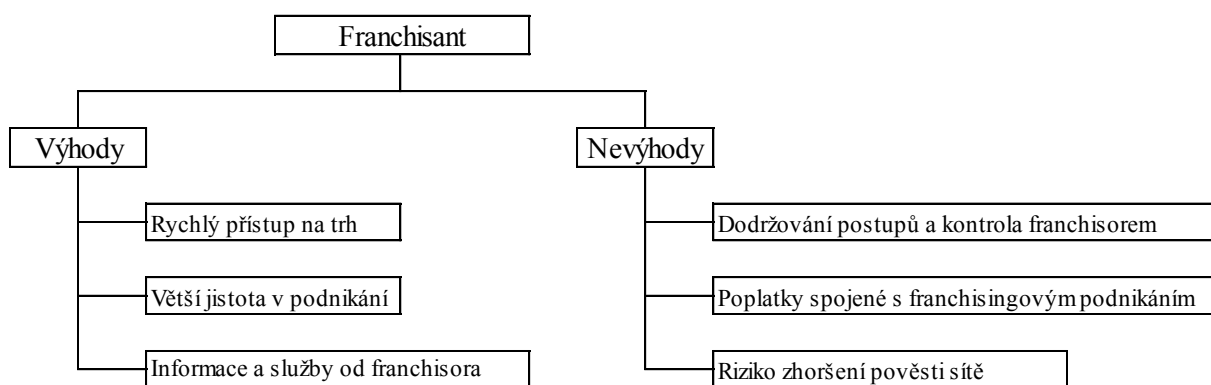 Franchisant
Výhody
Nevýhody
Rychlý přístup na trh
Dodržování postupů a kontrola franchisorem
Větší jistota v podnikání
Poplatky spojené s franchisingovým podnikáním
Informace a služby od franchisora
Riziko zhoršení pověsti sítě